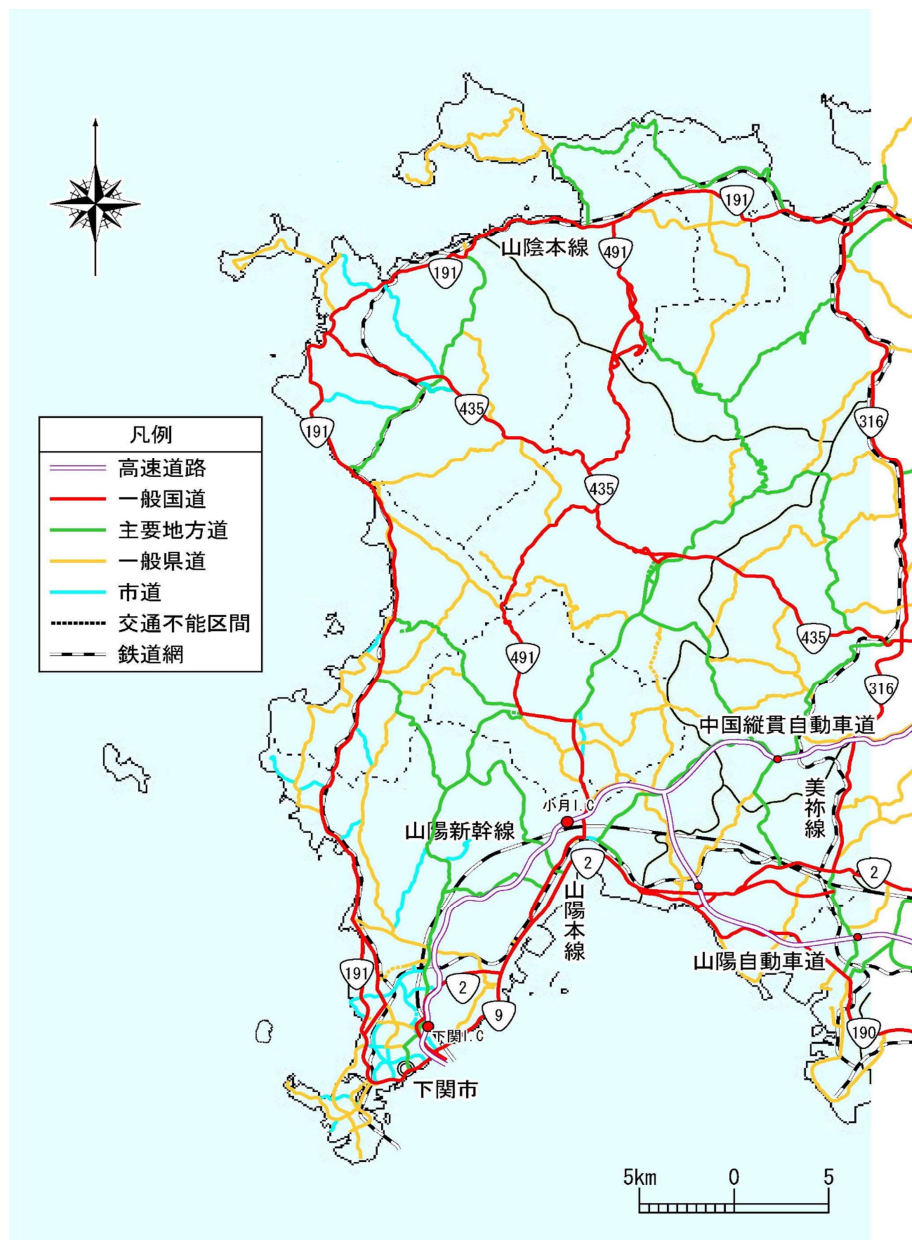 191
山陰本線
491
191
435
191
316
凡例
高速道路
一般国道
主要地方道
一般県道
市道
交通不能区間
鉄道網
435
435
491
316
中国縦貫自動車道
美祢線
小月I.C
山陽新幹線
2
2
山陽本線
山陽自動車道
191
2
9
下関I.C
190
下関市
5km 0 5